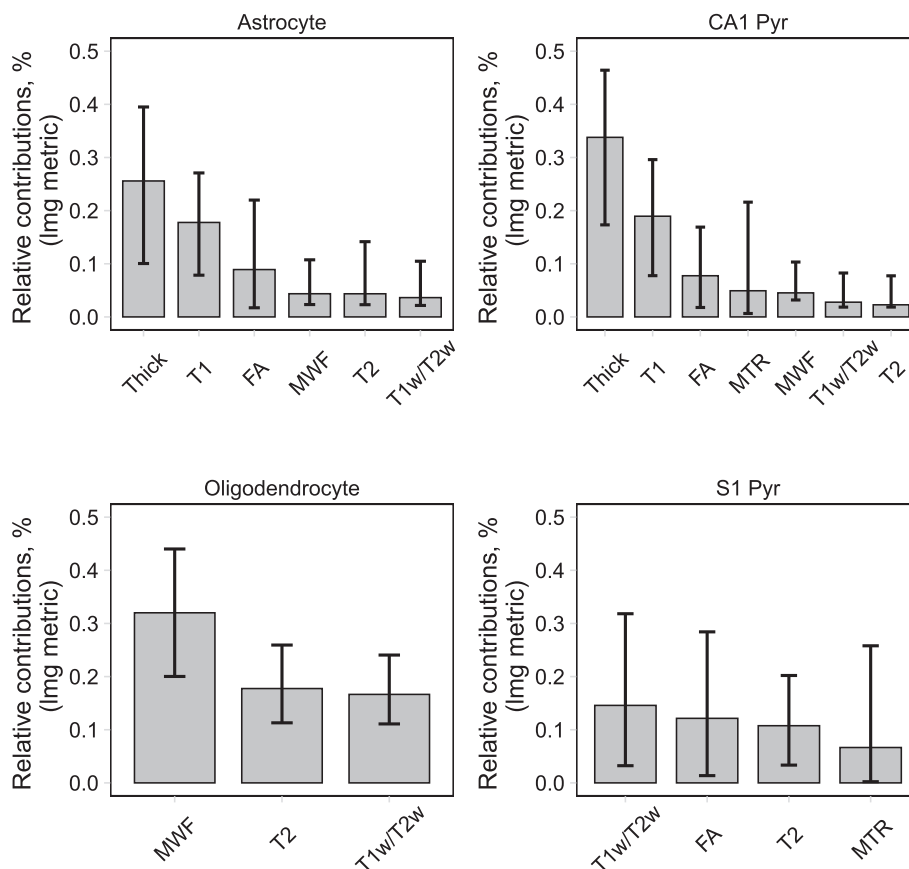 Astrocyte
Relative contributions, %
(lmg metric)
0.5
0.4
0.3
0.2
0.1
0.0
Thick
T1
FA
MWF
T2
T1w/T2w
CA1 Pyr
Relative contributions, %
(lmg metric)
0.5
0.4
0.3
0.2
0.1
0.0
Thick
T1
FA
MTR
MWF
T1w/T2w
T2
Oligodendrocyte
Relative contributions, %
(lmg metric)
0.5
0.4
0.3
0.2
0.1
0.0
MWF
T2
T1w/T2w
S1 Pyr
Relative contributions, %
(lmg metric)
0.5
0.4
0.3
0.2
0.1
0.0
T1w/T2w
FA
T2
MTR